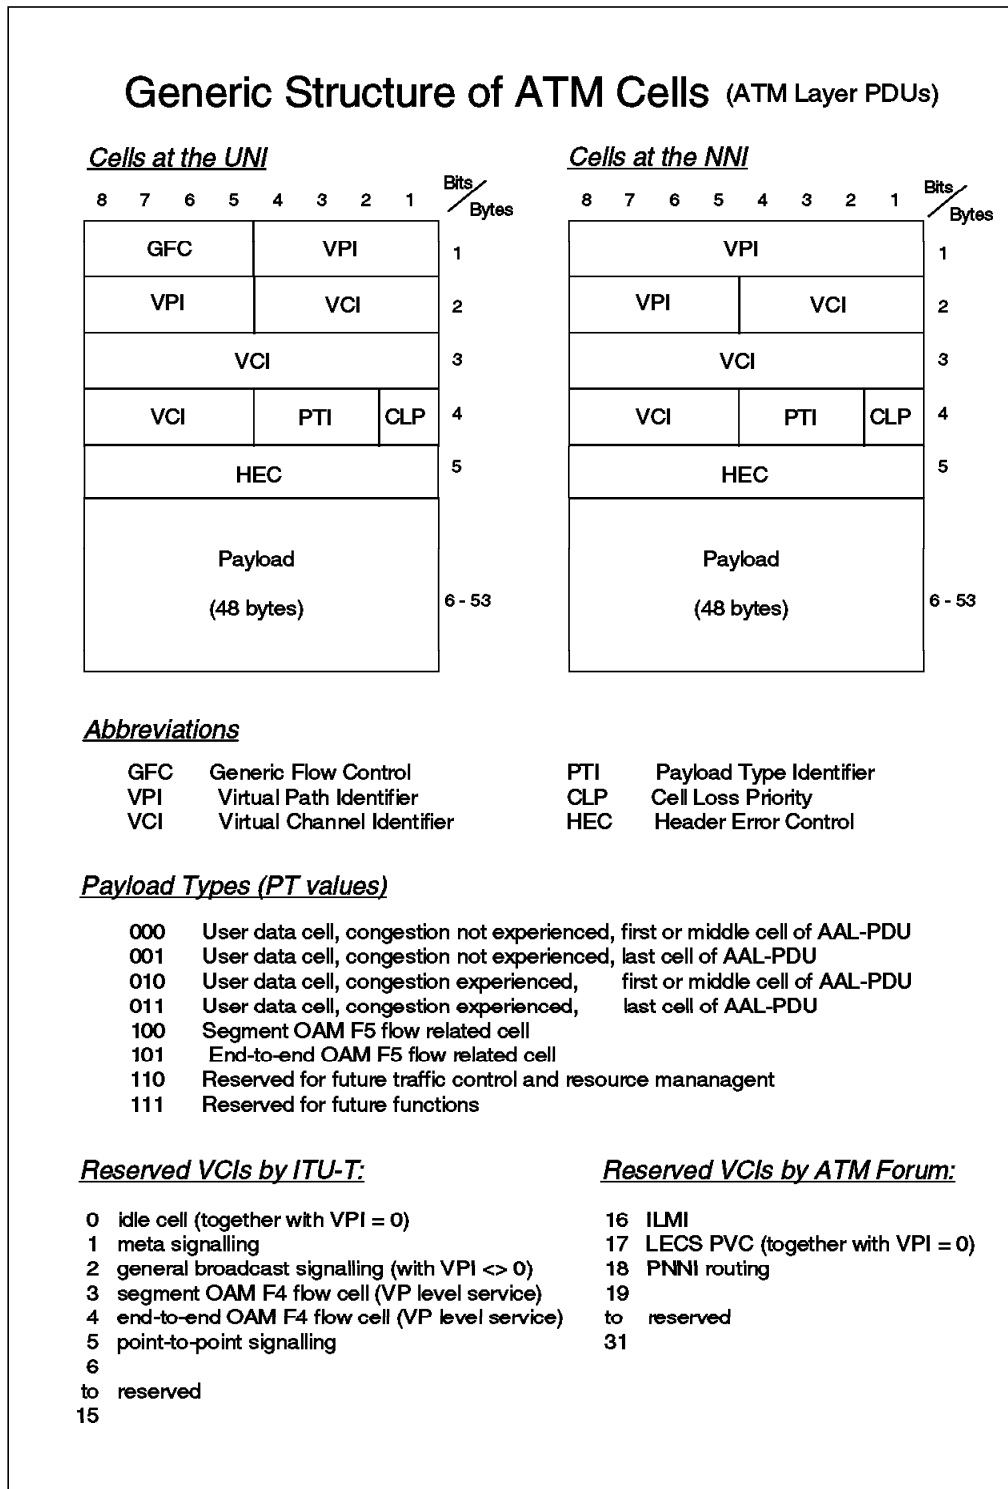 Generic Structure of ATM Cells (ATM Layer PDUs)
Cells at the UNI
8 7 6 5 4 3 2 1 Bits/Bytes
GFC VPI 1
VPI VCI 2
VCI 3
VCI PTI CLP 4
HEC 5
Payload
(48 bytes) 6 - 53
Cells at the NNI
8 7 6 5 4 3 2 1 Bits/Bytes
VPI 1
VPI VCI 2
VCI 3
VCI PTI CLP 4
HEC 5
Payload
(48 bytes) 6 - 53
Abbreviations
GFC Generic Flow Control
VPI Virtual Path Identifier
VCI Virtual Channel Identifier
PTI Payload Type Identifier
CLP Cell Loss Priority
HEC Header Error Control
Payload Types (PT values)
000 User data cell, congestion not experienced, first or middle cell of AAL-PDU
001 User data cell, congestion not experienced, last cell of AAL-PDU
010 User data cell, congestion experienced, first or middle cell of AAL-PDU
011 User data cell, congestion experienced, last cell of AAL-PDU
100 Segment OAM F5 flow related cell
101 End-to-end OAM F5 flow related cell
110 Reserved for future traffic control and resource mananagent
111 Reserved for future functions
Reserved VCIs by ITU-T:
0 idle cell (together with VPI = 0)
1 meta signalling
2 general broadcast signalling (with VPI <> 0)
3 segment OAM F4 flow cell (VP level service)
4 end-to-end OAM F4 flow cell (VP level service)
5 point-to-point signalling
6
to reserved
15
Reserved VCIs by ATM Forum:
16 ILMI
17 LECS PVC (together with VPI = 0)
18 PNNI routing
19
to reserved
31